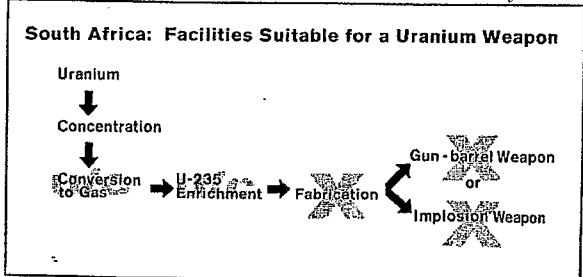 South Africa: Facilities Suitable for a Uranium Weapon
Uranium
Concentration
Conversion
to Gas
U-235
Enrichment
Fabrication
Gun-barrel Weapon
or
Implosion Weapon